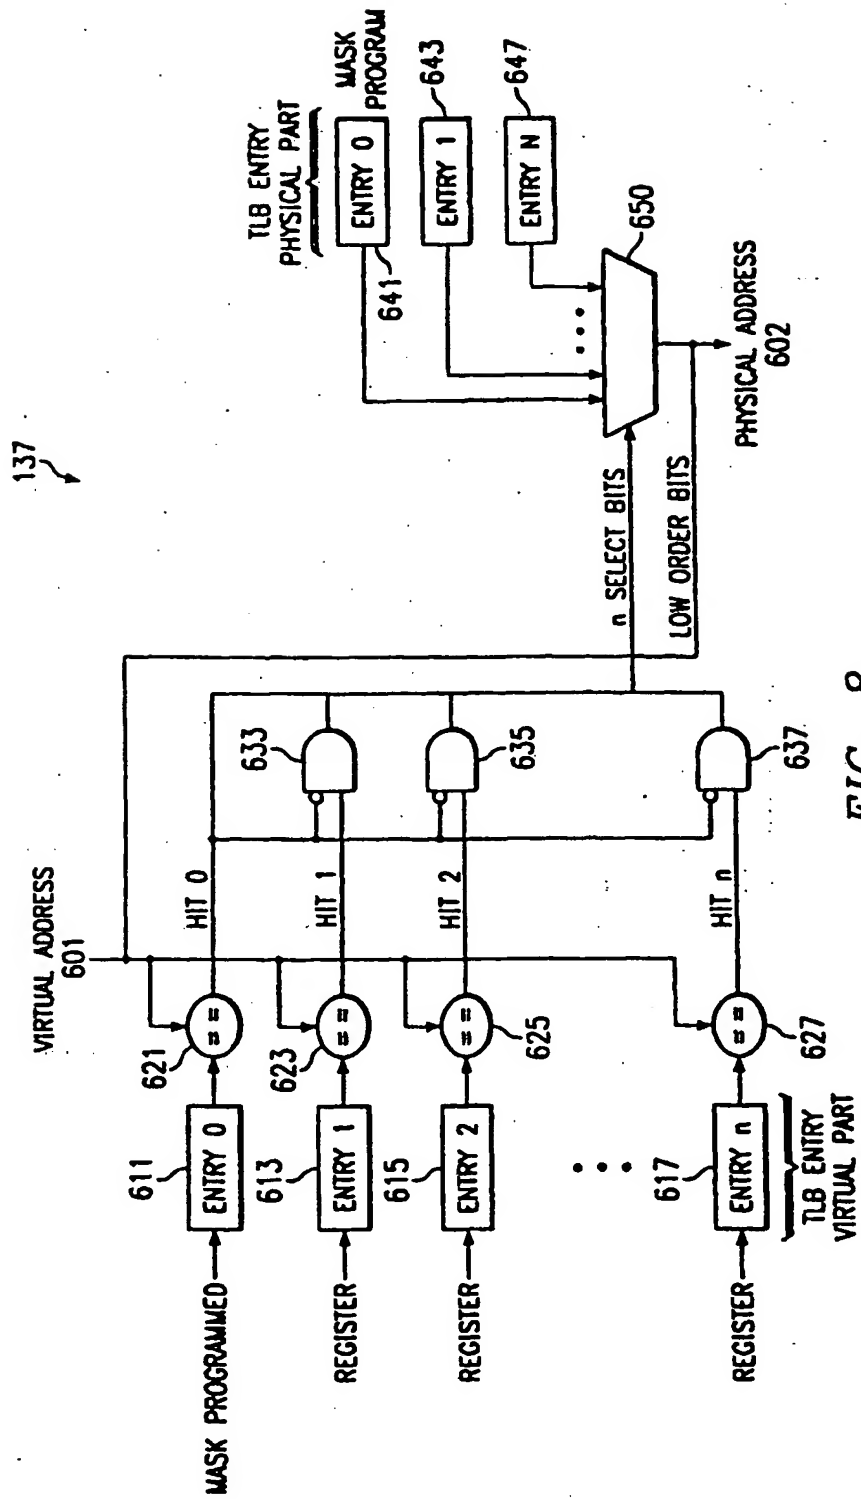 137
VIRTUAL ADDRESS
601
MASK PROGRAMMED
611
ENTRY 0
621
==
HIT 0
REGISTER
613
ENTRY 1
623
==
HIT 1
633
REGISTER
615
ENTRY 2
625
==
HIT 2
635
REGISTER
617
ENTRY n
627
==
HIT n
637
TLB ENTRY
VIRTUAL PART
n SELECT BITS
LOW ORDER BITS
TLB ENTRY
PHYSICAL PART
MASK
PROGRAM
ENTRY 0
641
ENTRY 1
643
ENTRY N
647
650
PHYSICAL ADDRESS
602